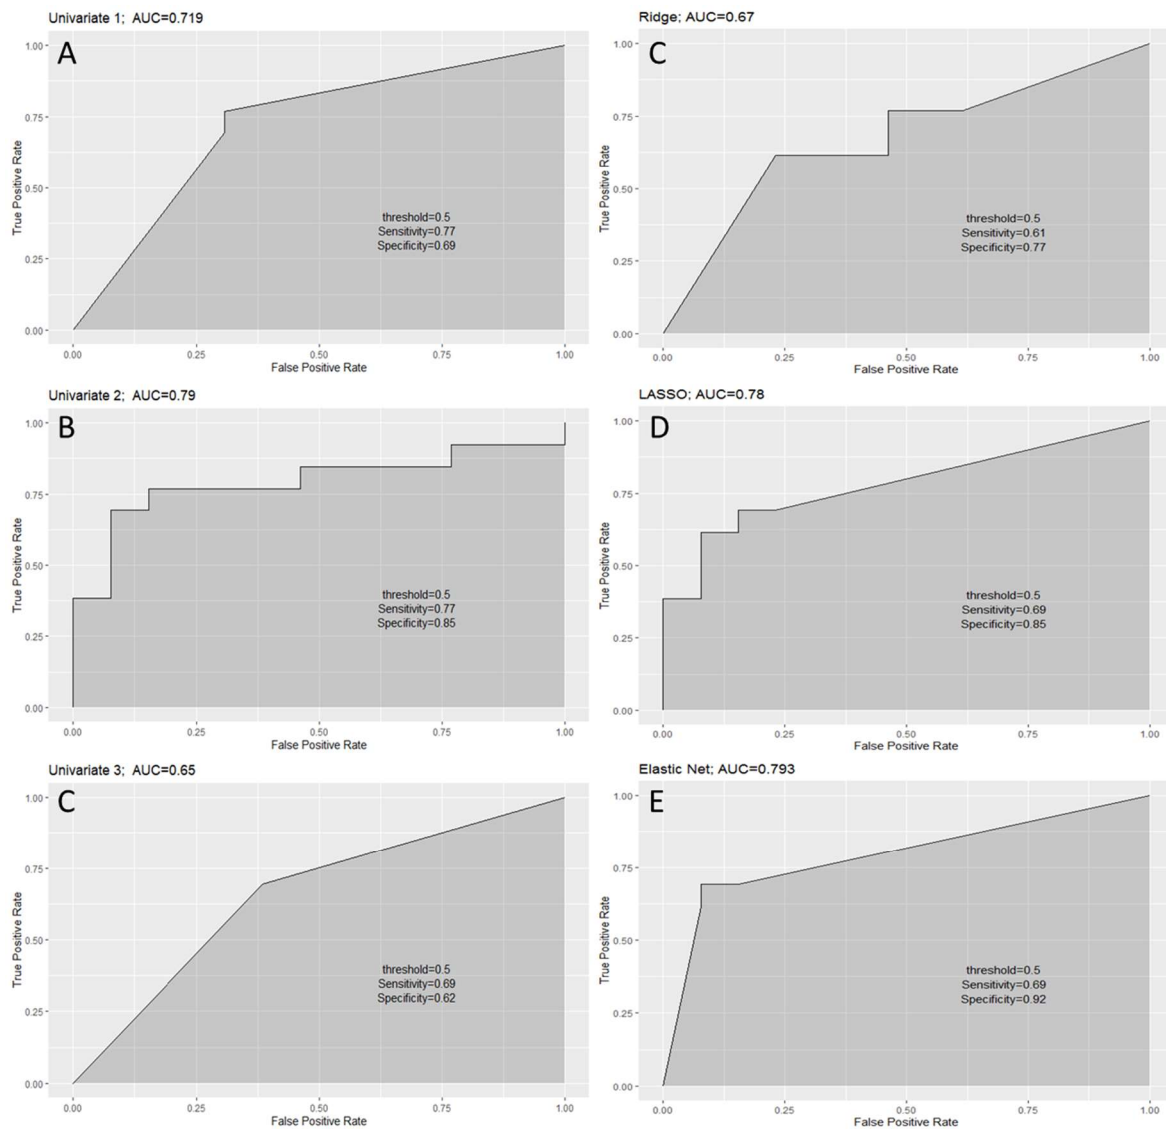 Univariate 1;  AUC=0.719
A
True Positive Rate
1.00
0.75
0.50
0.25
0.00
threshold=0.5
Sensitivity=0.77
Specificity=0.69
0.00 0.25 0.50 0.75 1.00
False Positive Rate
Ridge; AUC=0.67
C
True Positive Rate
1.00
0.75
0.50
0.25
0.00
threshold=0.5
Sensitivity=0.61
Specificity=0.77
0.00 0.25 0.50 0.75 1.00
False Positive Rate
Univariate 2;  AUC=0.79
B
True Positive Rate
1.00
0.75
0.50
0.25
0.00
threshold=0.5
Sensitivity=0.77
Specificity=0.85
0.00 0.25 0.50 0.75 1.00
False Positive Rate
LASSO; AUC=0.78
D
True Positive Rate
1.00
0.75
0.50
0.25
0.00
threshold=0.5
Sensitivity=0.69
Specificity=0.85
0.00 0.25 0.50 0.75 1.00
False Positive Rate
Univariate 3;  AUC=0.65
C
True Positive Rate
1.00
0.75
0.50
0.25
0.00
threshold=0.5
Sensitivity=0.69
Specificity=0.62
0.00 0.25 0.50 0.75 1.00
False Positive Rate
Elastic Net; AUC=0.793
E
True Positive Rate
1.00
0.75
0.50
0.25
0.00
threshold=0.5
Sensitivity=0.69
Specificity=0.92
0.00 0.25 0.50 0.75 1.00
False Positive Rate